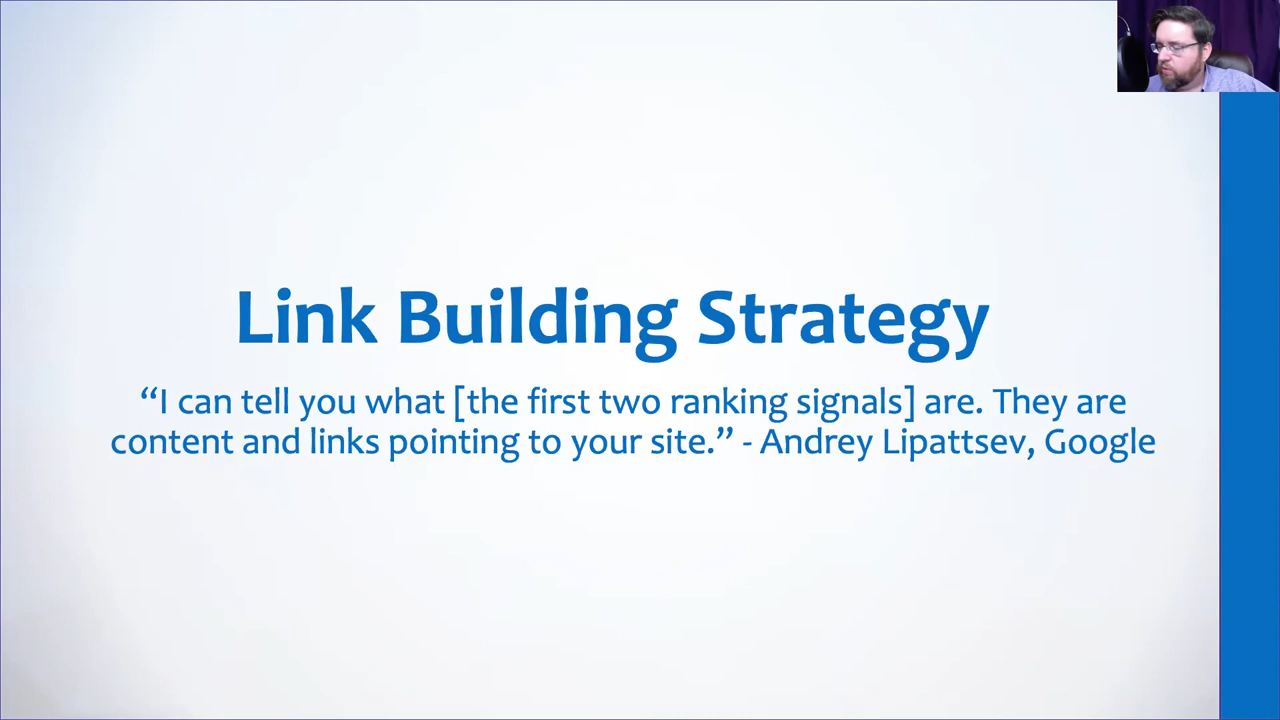 Link Building Strategy
“I can tell you what [the first two ranking signals] are. They are
content and links pointing to your site.” - Andrey Lipattsev, Google